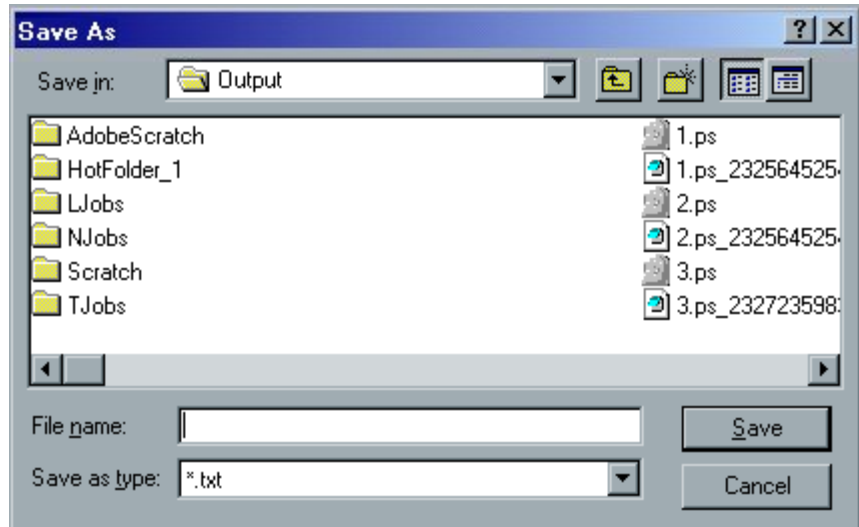 Save As
Save in: Output
AdobeScratch
HotFolder_1
LJobs
NJobs
Scratch
TJobs
1.ps
1.ps_232564525
2.ps
2.ps_232564525
3.ps
3.ps_232723598
File name:
Save
Save as type: *.txt
Cancel